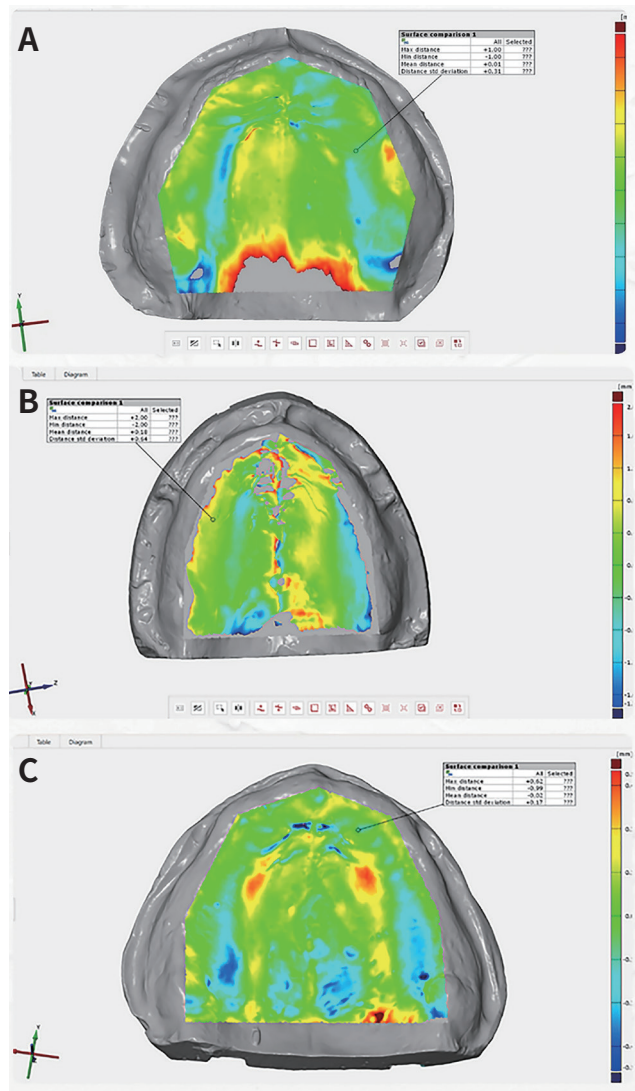 A
Surface comparison 1
All Selected
Max distance +1.00 ???
Min distance -1.00 ???
Mean distance +0.01 ???
Distance std deviation +0.31 ???
Y
Table Diagram
B
[mm
Surface comparison 1
All Selected
Max distance +2.00 ???
Min distance -2.00 ???
Mean distance +0.18 ???
Distance std deviation +0.64 ???
Z
Table Diagram
C
[mm]
Surface comparison 1
All Selected
Max distance +0.62 ???
Min distance -0.99 ???
Mean distance -0.02 ???
Distance std deviation +0.17 ???
Y